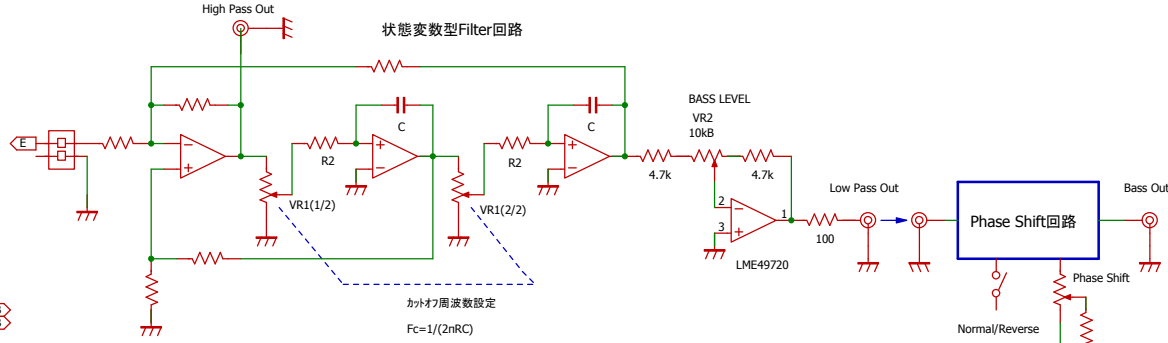 High Pass Out
状態変数型Filter回路
E
C
C
R2
R2
VR1(1/2)
VR1(2/2)
BASS LEVEL
VR2
10kB
4.7k
4.7k
2
3
1
LME49720
100
Low Pass Out
Phase Shift回路
Bass Out
Phase Shift
Normal/Reverse
カットオフ周波数設定
Fc=1/(2πRC)